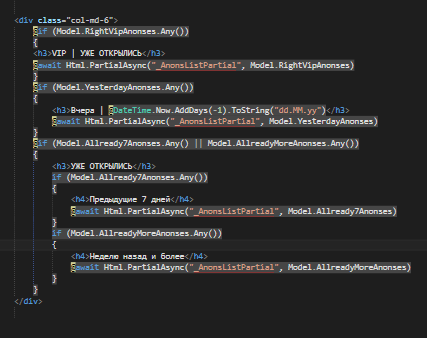 <div class="col-md-6">
@if (Model.RightVipAnonses.Any())
{
<h3>VIP | УЖЕ ОТКРЫЛИСЬ</h3>
@await Html.PartialAsync("_AnonsListPartial", Model.RightVipAnonses)
}
@if (Model.YesterdayAnonses.Any())
{
<h3>Вчера | @DateTime.Now.AddDays(-1).ToString("dd.MM.yy")</h3>
@await Html.PartialAsync("_AnonsListPartial", Model.YesterdayAnonses)
}
@if (Model.Allready7Anonses.Any() || Model.AllreadyMoreAnonses.Any())
{
<h3>УЖЕ ОТКРЫЛИСЬ</h3>
if (Model.Allready7Anonses.Any())
{
<h4>Предыдущие 7 дней</h4>
@await Html.PartialAsync("_AnonsListPartial", Model.Allready7Anonses)
}
if (Model.AllreadyMoreAnonses.Any())
{
<h4>Неделю назад и более</h4>
@await Html.PartialAsync("_AnonsListPartial", Model.AllreadyMoreAnonses)
}
}
</div>